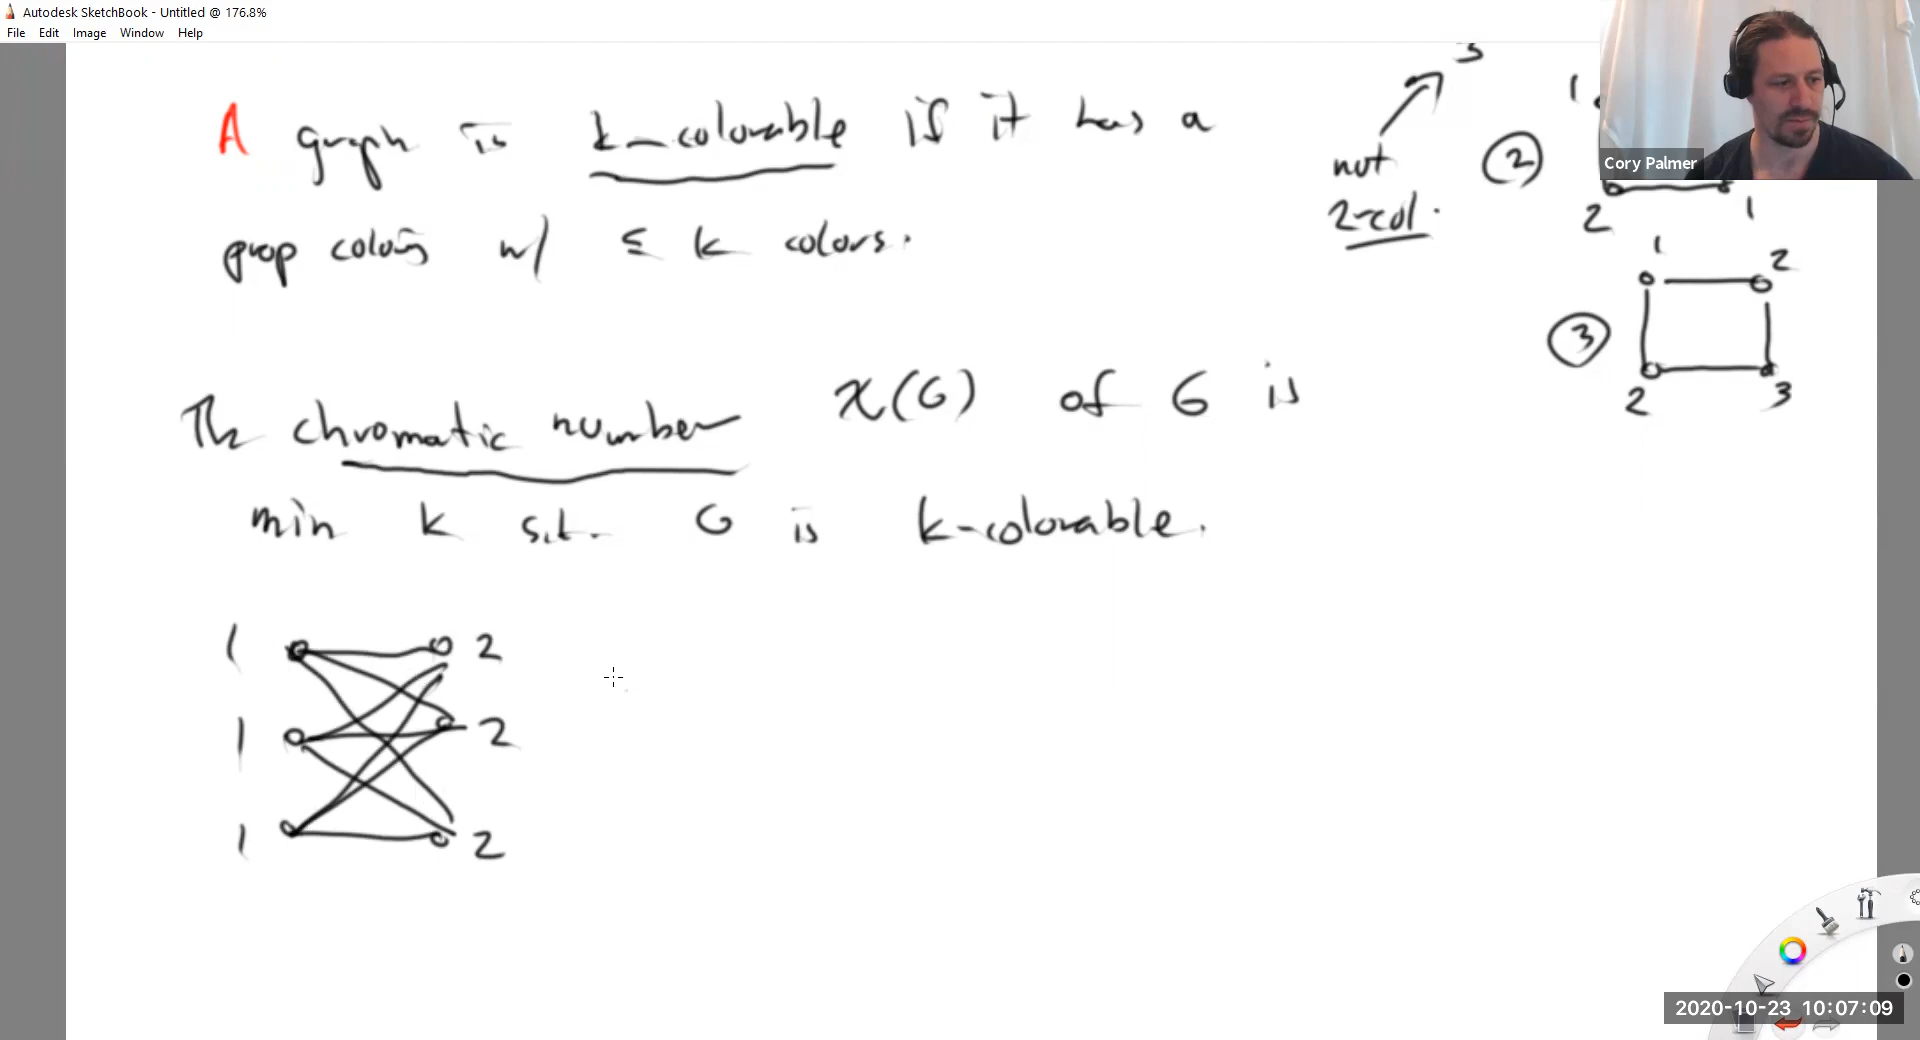 Autodesk SketchBook - Untitled @ 176.8%
File Edit Image Window Help
A graph is k-colorable if it has a
prop coloring w/ ≤ k colors.
The chromatic number χ(G) of G is
min k s.t. G is k-colorable.
1 2
1 2
1 2
3
not
2-col.
1
2
2 1
1 2
3
2 3
Cory Palmer
2020-10-23 10:07:09